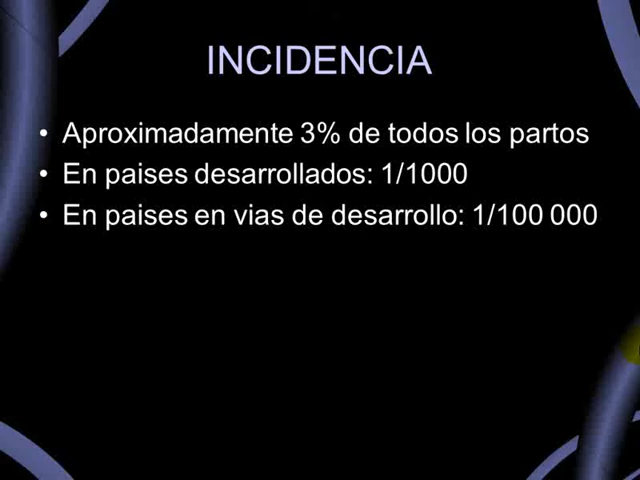 INCIDENCIA
• Aproximadamente 3% de todos los partos
• En paises desarrollados: 1/1000
• En paises en vias de desarrollo: 1/100 000